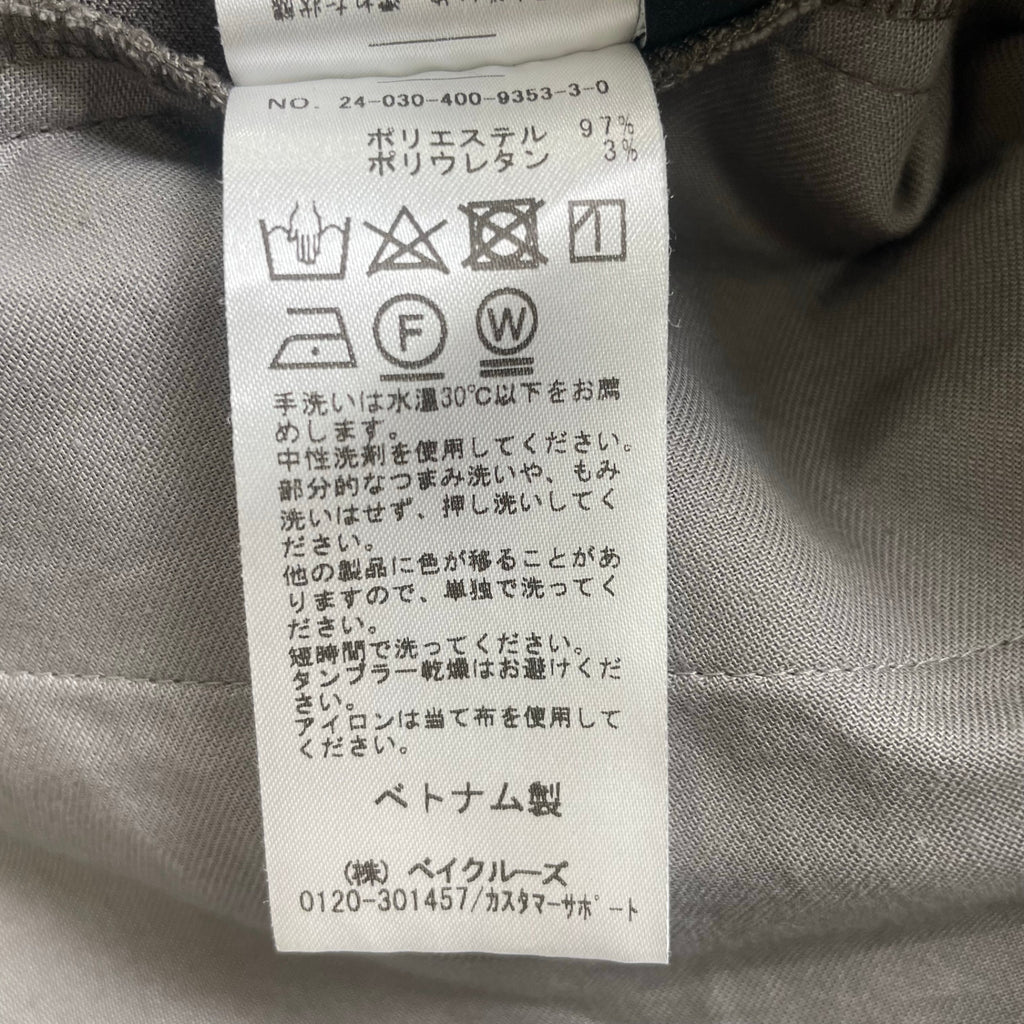 NO. 24-030-400-9353-3-0
ポリエステル 97%
ポリウレタン 3%
F W
手洗いは水温30℃以下をお薦
めします。
中性洗剤を使用してください。
部分的なつまみ洗いや、もみ
洗いはせず、押し洗いしてく
ださい。
他の製品に色が移ることがあ
りますので、単独で洗ってく
ださい。
短時間で洗ってください。
タンブラー乾燥はお避けくだ
さい。
アイロンは当て布を使用して
ください。
ベトナム製
(株) ベイクルーズ
0120-301457/カスタマーサポート